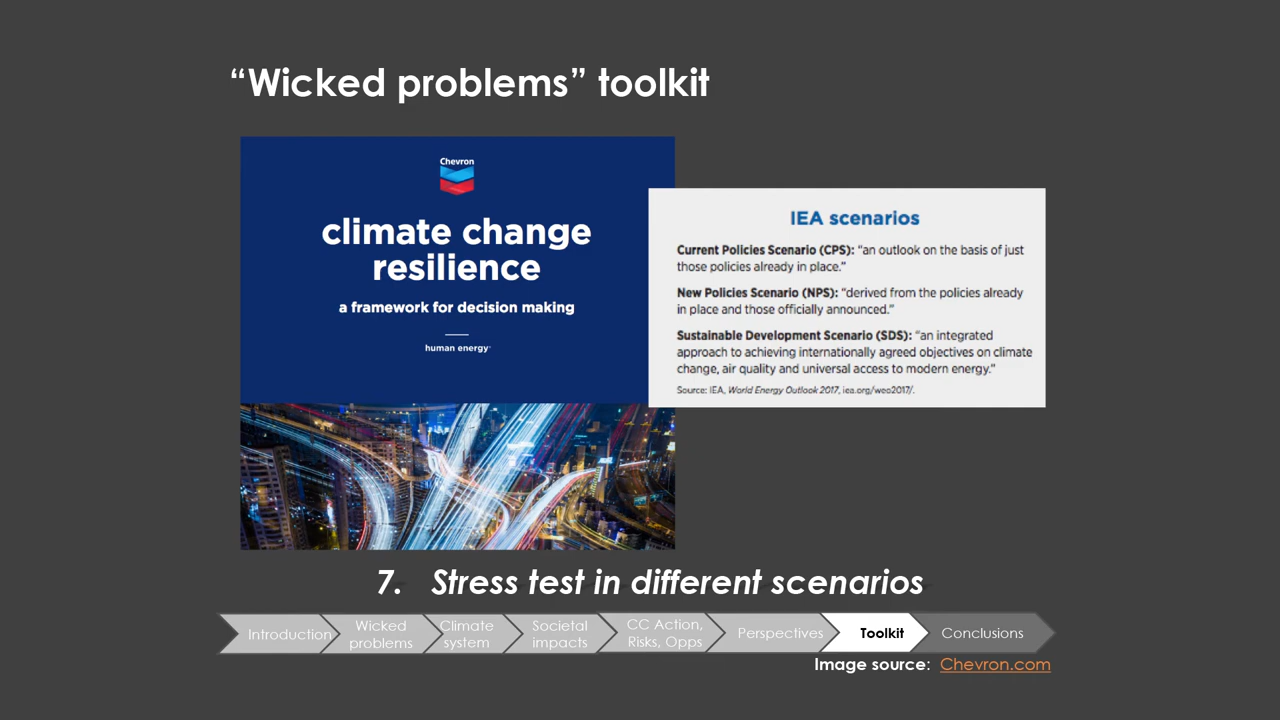 “Wicked problems” toolkit
Chevron
climate change
resilience
a framework for decision making
human energy
IEA scenarios
Current Policies Scenario (CPS): “an outlook on the basis of just
those policies already in place.”
New Policies Scenario (NPS): “derived from the policies already
in place and those officially announced.”
Sustainable Development Scenario (SDS): “an integrated
approach to achieving internationally agreed objectives on climate
change, air quality and universal access to modern energy.”
Source: IEA, World Energy Outlook 2017, iea.org/weo2017/.
7. Stress test in different scenarios
Introduction
Wicked
problems
Climate
system
Societal
impacts
CC Action,
Risks, Opps
Perspectives
Toolkit
Conclusions
Image source: Chevron.com